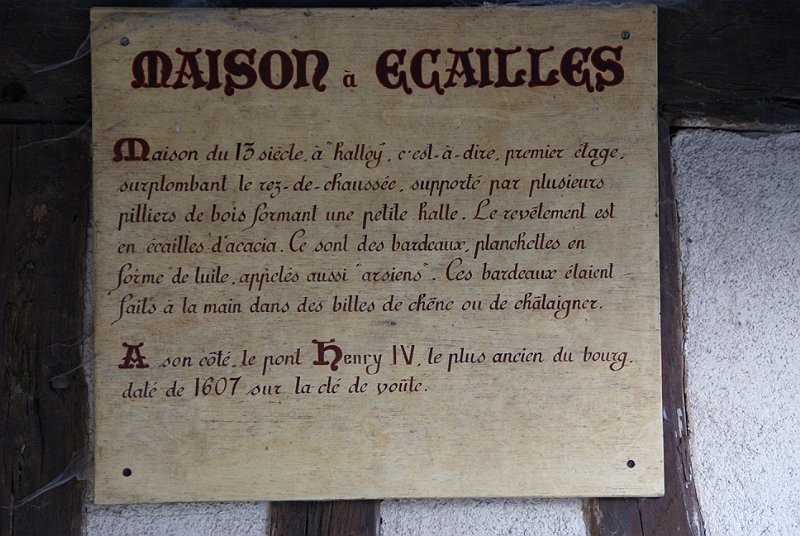 MAISON à ECAILLES
Maison du 13 siècle, à "hallòy", c'est-à-dire, premier étage,
surplombant le rez-de-chaussée, supporté par plusieurs
pilliers de bois formant une petite halle. Le revêtement est
en écailles d'acacia. Ce sont des bardeaux, planchettes en
forme de tuile, appelés aussi "arsiens". Ces bardeaux étaient
faits à la main dans des billes de chêne ou de châtaigner.
A son côté, le pont Henry IV, le plus ancien du bourg,
daté de 1607 sur la clé de voûte.